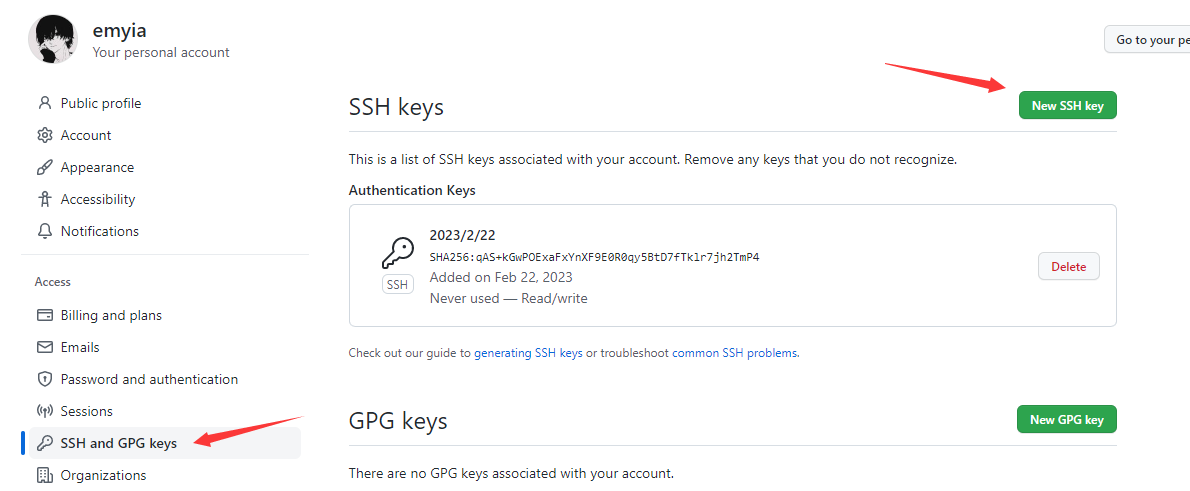 emyia
Your personal account
Go to your pe
Public profile
Account
Appearance
Accessibility
Notifications
Access
Billing and plans
Emails
Password and authentication
Sessions
SSH and GPG keys
Organizations
SSH keys
New SSH key
This is a list of SSH keys associated with your account. Remove any keys that you do not recognize.
Authentication Keys
2023/2/22
SHA256:qAS+kGwPOExaFxYnXF9E0R0qy5BtD7fTklr7jh2TmP4
Added on Feb 22, 2023
Never used — Read/write
SSH
Delete
Check out our guide to generating SSH keys or troubleshoot common SSH problems.
GPG keys
New GPG key
There are no GPG keys associated with your account.